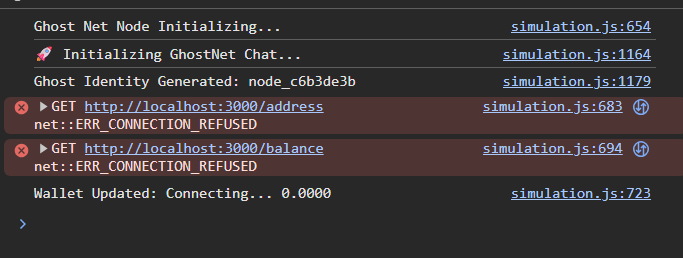 Ghost Net Node Initializing... simulation.js:654
🚀 Initializing GhostNet Chat... simulation.js:1164
Ghost Identity Generated: node_c6b3de3b simulation.js:1179
▶GET http://localhost:3000/address simulation.js:683
net::ERR_CONNECTION_REFUSED
▶GET http://localhost:3000/balance simulation.js:694
net::ERR_CONNECTION_REFUSED
Wallet Updated: Connecting... 0.0000 simulation.js:723